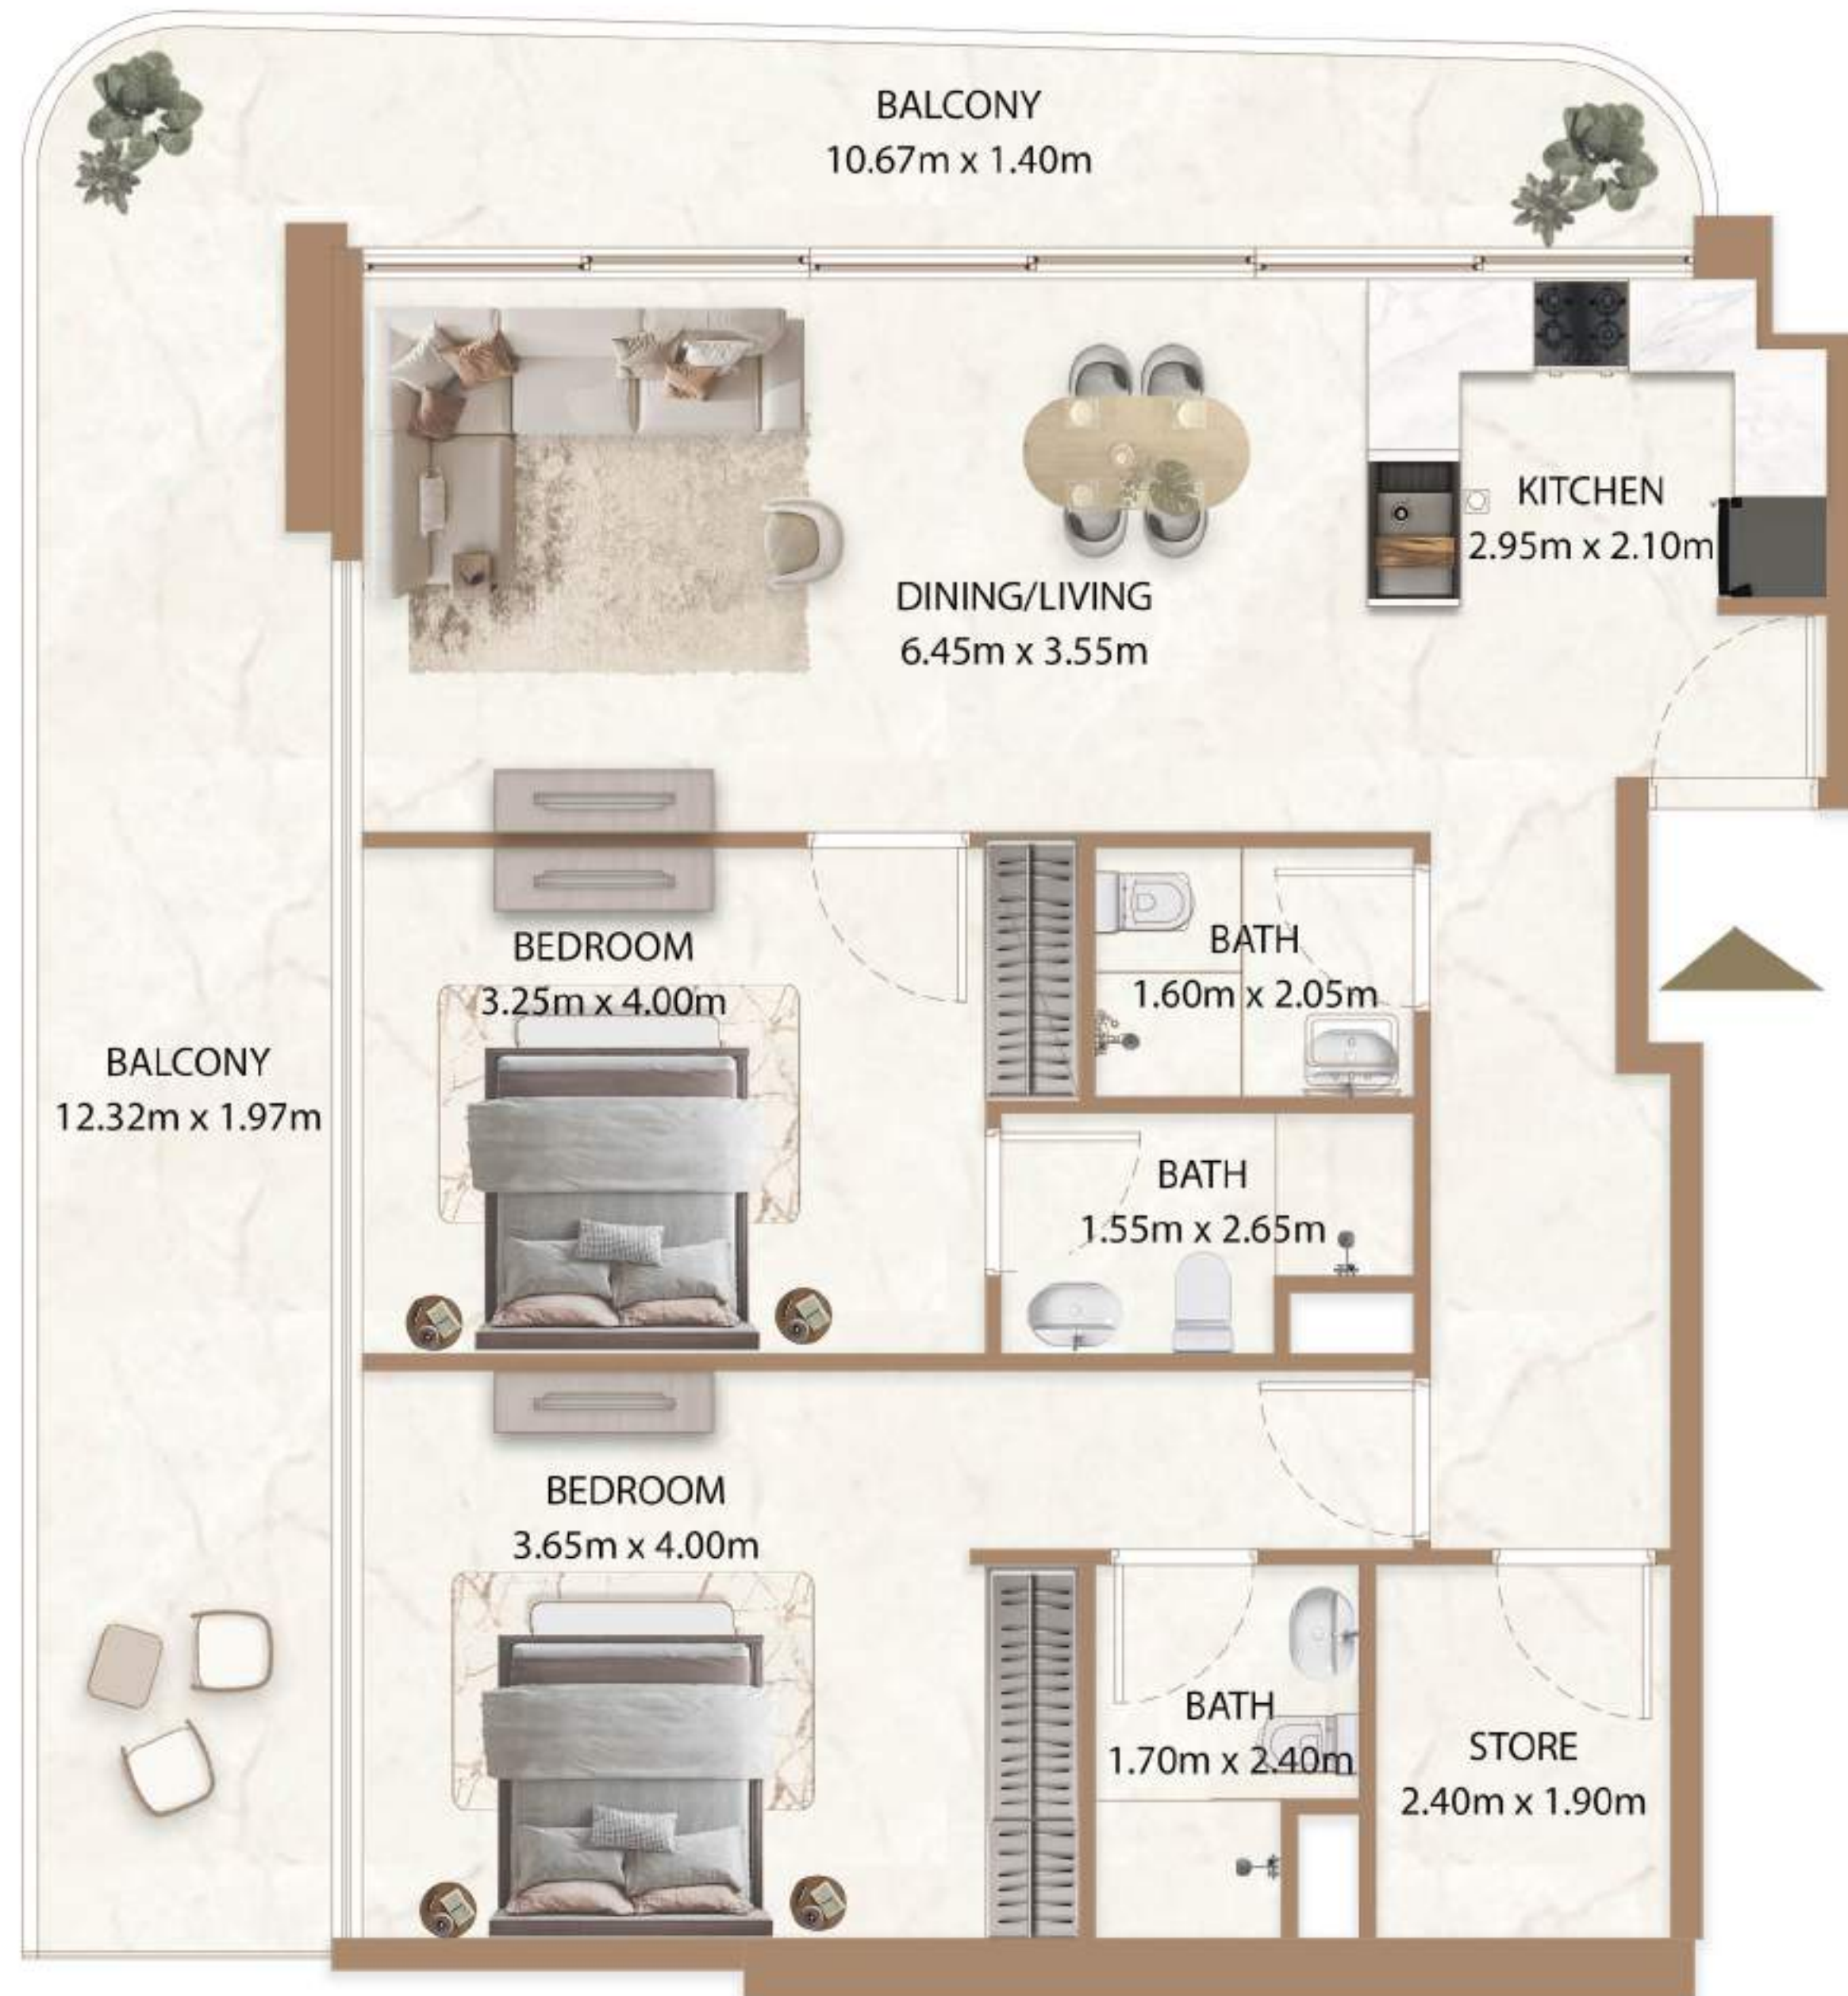 BALCONY
10.67m x 1.40m
KITCHEN
2.95m x 2.10m
DINING/LIVING
6.45m x 3.55m
BEDROOM
3.25m x 4.00m
BATH
1.60m x 2.05m
BALCONY
12.32m x 1.97m
BATH
1.55m x 2.65m
BEDROOM
3.65m x 4.00m
BATH
1.70m x 2.40m
STORE
2.40m x 1.90m